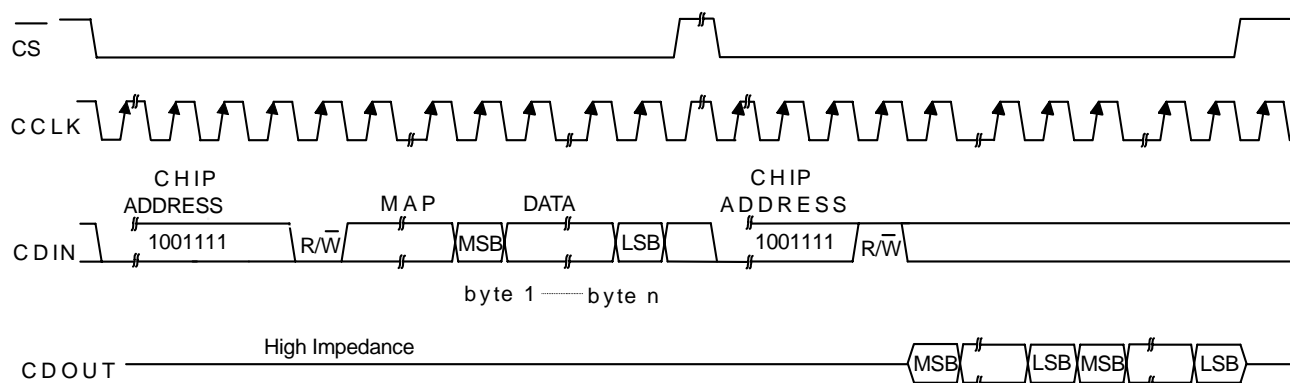 CS
CCLK
CHIP
ADDRESS
MAP
DATA
CHIP
ADDRESS
CDIN
1001111
R/W
MSB
LSB
1001111
R/W
byte 1
byte n
High Impedance
CDOUT
MSB
LSB
MSB
LSB